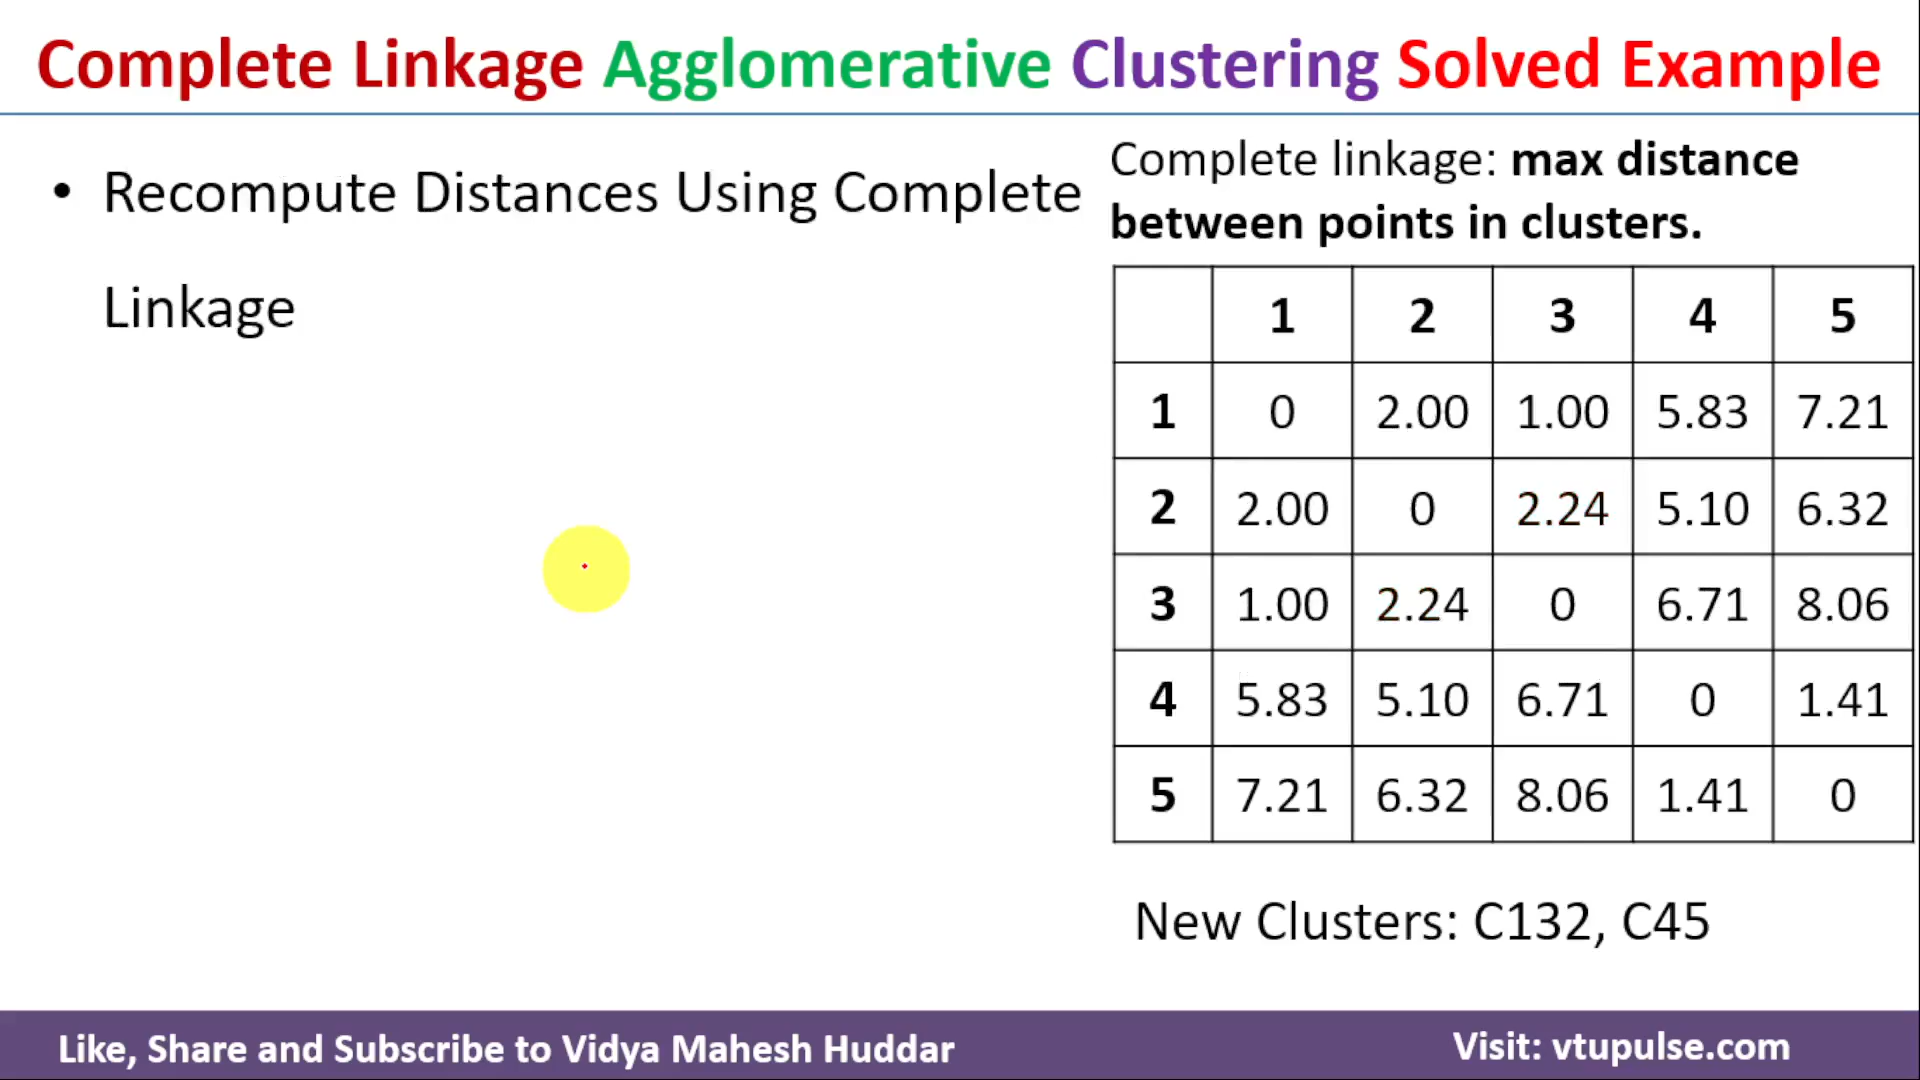 Complete Linkage Agglomerative Clustering Solved Example
• Recompute Distances Using Complete
Linkage
Complete linkage: max distance
between points in clusters.
1 2 3 4 5
1 0 2.00 1.00 5.83 7.21
2 2.00 0 2.24 5.10 6.32
3 1.00 2.24 0 6.71 8.06
4 5.83 5.10 6.71 0 1.41
5 7.21 6.32 8.06 1.41 0
New Clusters: C132, C45
Like, Share and Subscribe to Vidya Mahesh Huddar
Visit: vtupulse.com